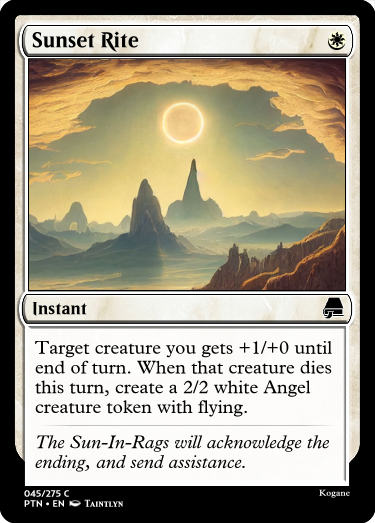 Sunset Rite
Instant
Target creature you gets +1/+0 until
end of turn. When that creature dies
this turn, create a 2/2 white Angel
creature token with flying.
The Sun-In-Rags will acknowledge the
ending, and send assistance.
045/275 C
PTN • EN Taintlyn
Kogane